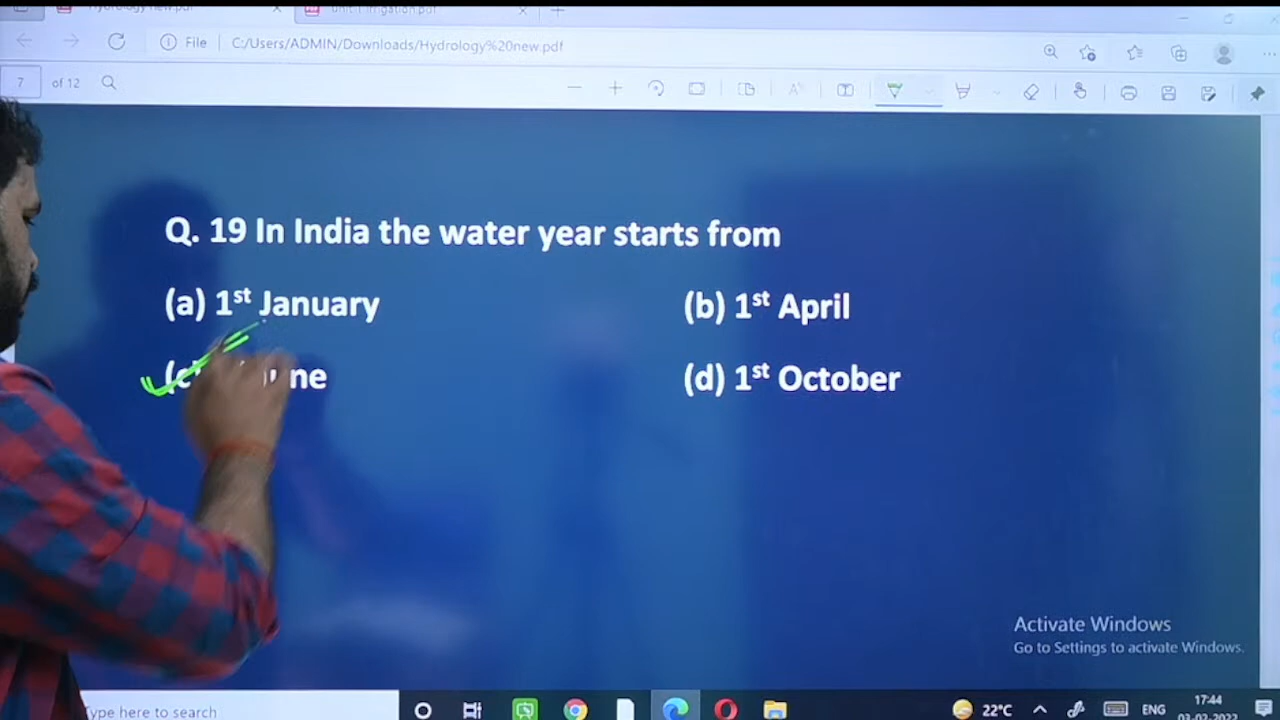 File C:/Users/ADMIN/Downloads/Hydrology%20new.pdf
7 of 12
Q. 19 In India the water year starts from
(a) 1st January
(b) 1st April
(d) 1st October
Activate Windows
Go to Settings to activate Windows.
Type here to search
22°C ENG 17:44